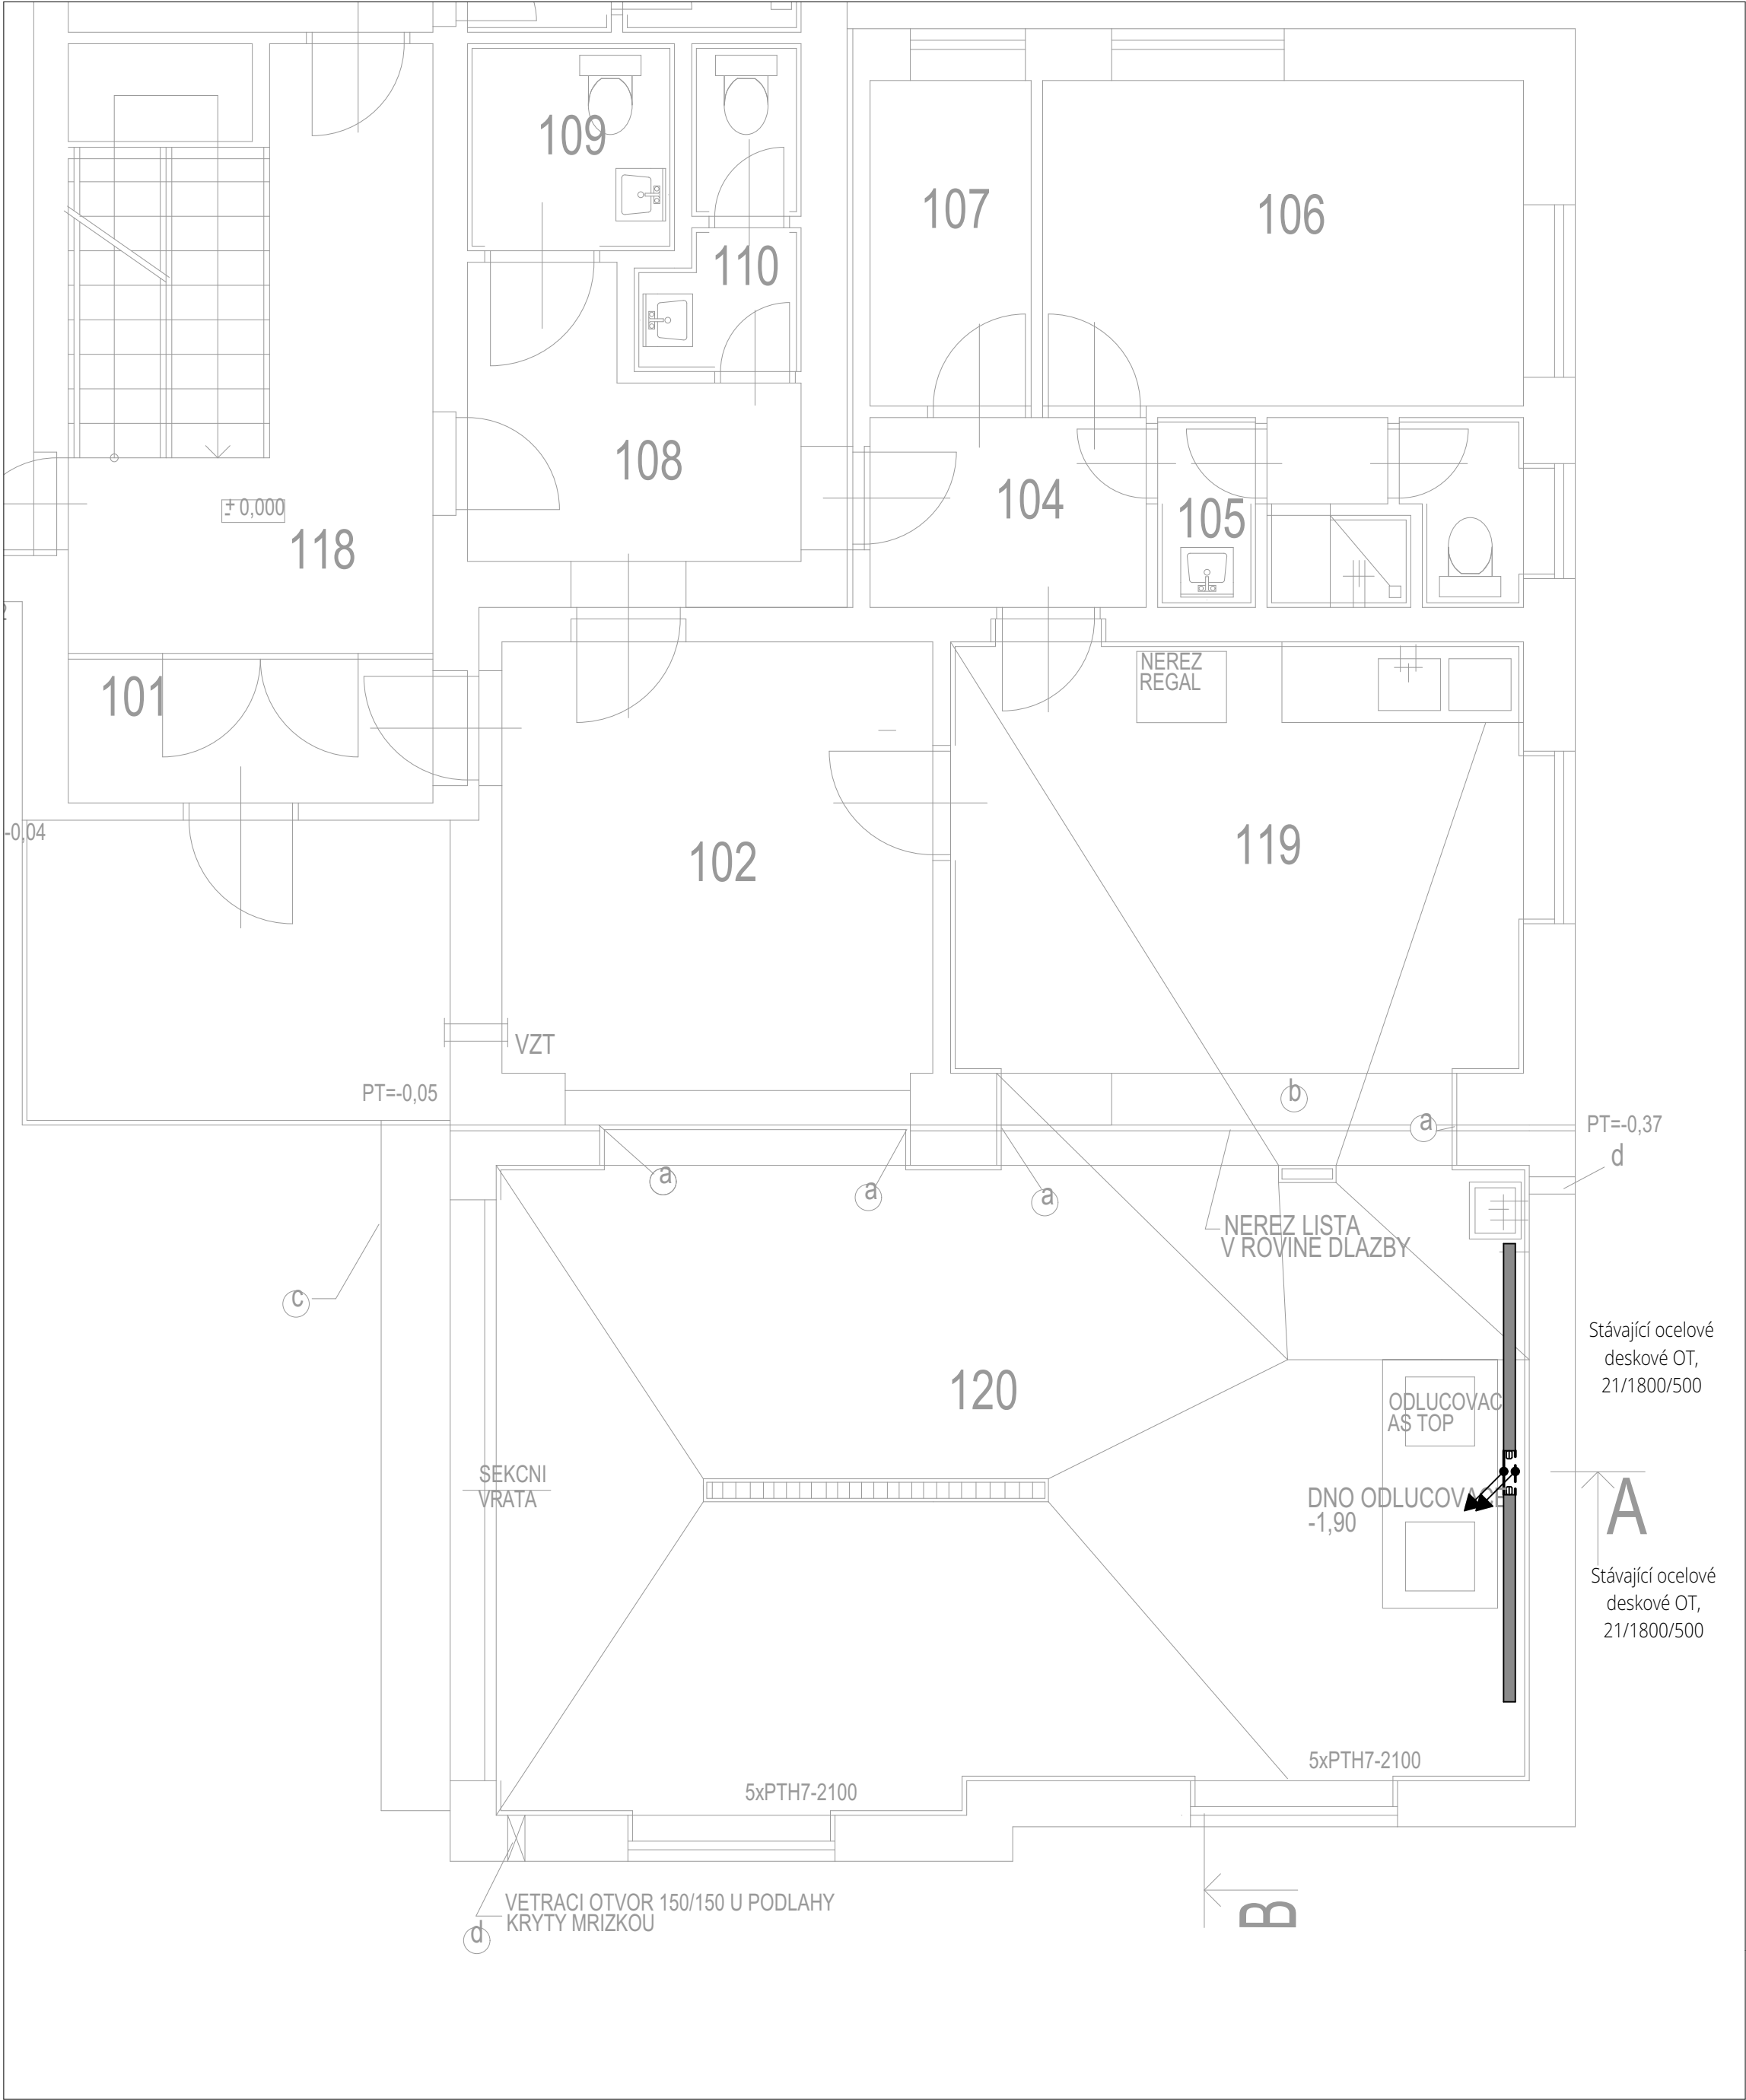 109
107
106
110
108
104
105
± 0,000
118
101
NEREZ
REGAL
-0,04
102
119
VZT
PT=-0,05
b
a
PT=-0,37
d
a
a
a
NEREZ LISTA
V ROVINE DLAZBY
c
Stávající ocelové
deskové OT,
21/1800/500
120
ODLUCOVAC
AS TOP
SEKCNI
VRATA
DNO ODLUCOVACE
-1,90
A
Stávající ocelové
deskové OT,
21/1800/500
5xPTH7-2100
5xPTH7-2100
VETRACI OTVOR 150/150 U PODLAHY
KRYTY MRIZKOU
d
B